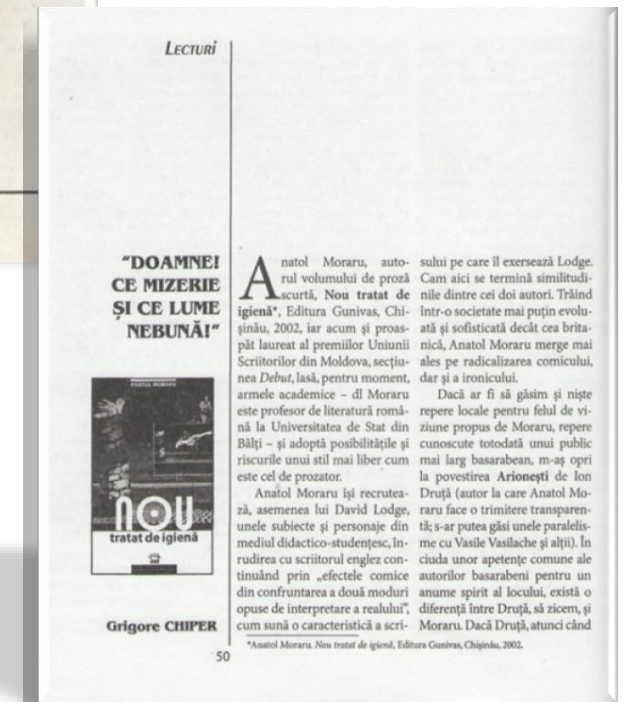 LECTURI
"DOAMNE!
CE MIZERIE
ŞI CE LUME
NEBUNĂ!"
ANATOL MORARU
NOU
tratat de igienă
Grigore CHIPER
Anatol Moraru, auto-
rul volumului de proză
scurtă, Nou tratat de
igienă*, Editura Gunivas, Chi-
şinău, 2002, iar acum şi proas-
păt laureat al premiilor Uniunii
Scriitorilor din Moldova, secţiu-
nea Debut, lasă, pentru moment,
armele academice – dl Moraru
este profesor de literatură româ-
nă la Universitatea de Stat din
Bălţi – şi adoptă posibilităţile şi
riscurile unui stil mai liber cum
este cel de prozator.
Anatol Moraru îşi recrutea-
ză, asemenea lui David Lodge,
unele subiecte şi personaje din
mediul didactico-studenţesc, în-
rudirea cu scriitorul englez con-
tinuând prin „efectele comice
din confruntarea a două moduri
opuse de interpretare a realului”,
cum sună o caracteristică a scri-
sului pe care îl exersează Lodge.
Cam aici se termină similitudi-
nile dintre cei doi autori. Trăind
într-o societate mai puţin evolu-
ată şi sofisticată decât cea brita-
nică, Anatol Moraru merge mai
ales pe radicalizarea comicului,
dar şi a ironicului.
Dacă ar fi să găsim şi nişte
repere locale pentru felul de vi-
ziune propus de Moraru, repere
cunoscute totodată unui public
mai larg basarabean, m-aş opri
la povestirea Arioneşti de Ion
Druţă (autor la care Anatol Mo-
raru face o trimitere transparen-
tă; s-ar putea găsi unele paralelis-
me cu Vasile Vasilache şi alţii). În
ciuda unor apetenţe comune ale
autorilor basarabeni pentru un
anume spirit al locului, există o
diferenţă între Druţă, să zicem, şi
Moraru. Dacă Druţă, atunci când
*Anatol Moraru. Nou tratat de igienă, Editura Gunivas, Chişinău, 2002.
50